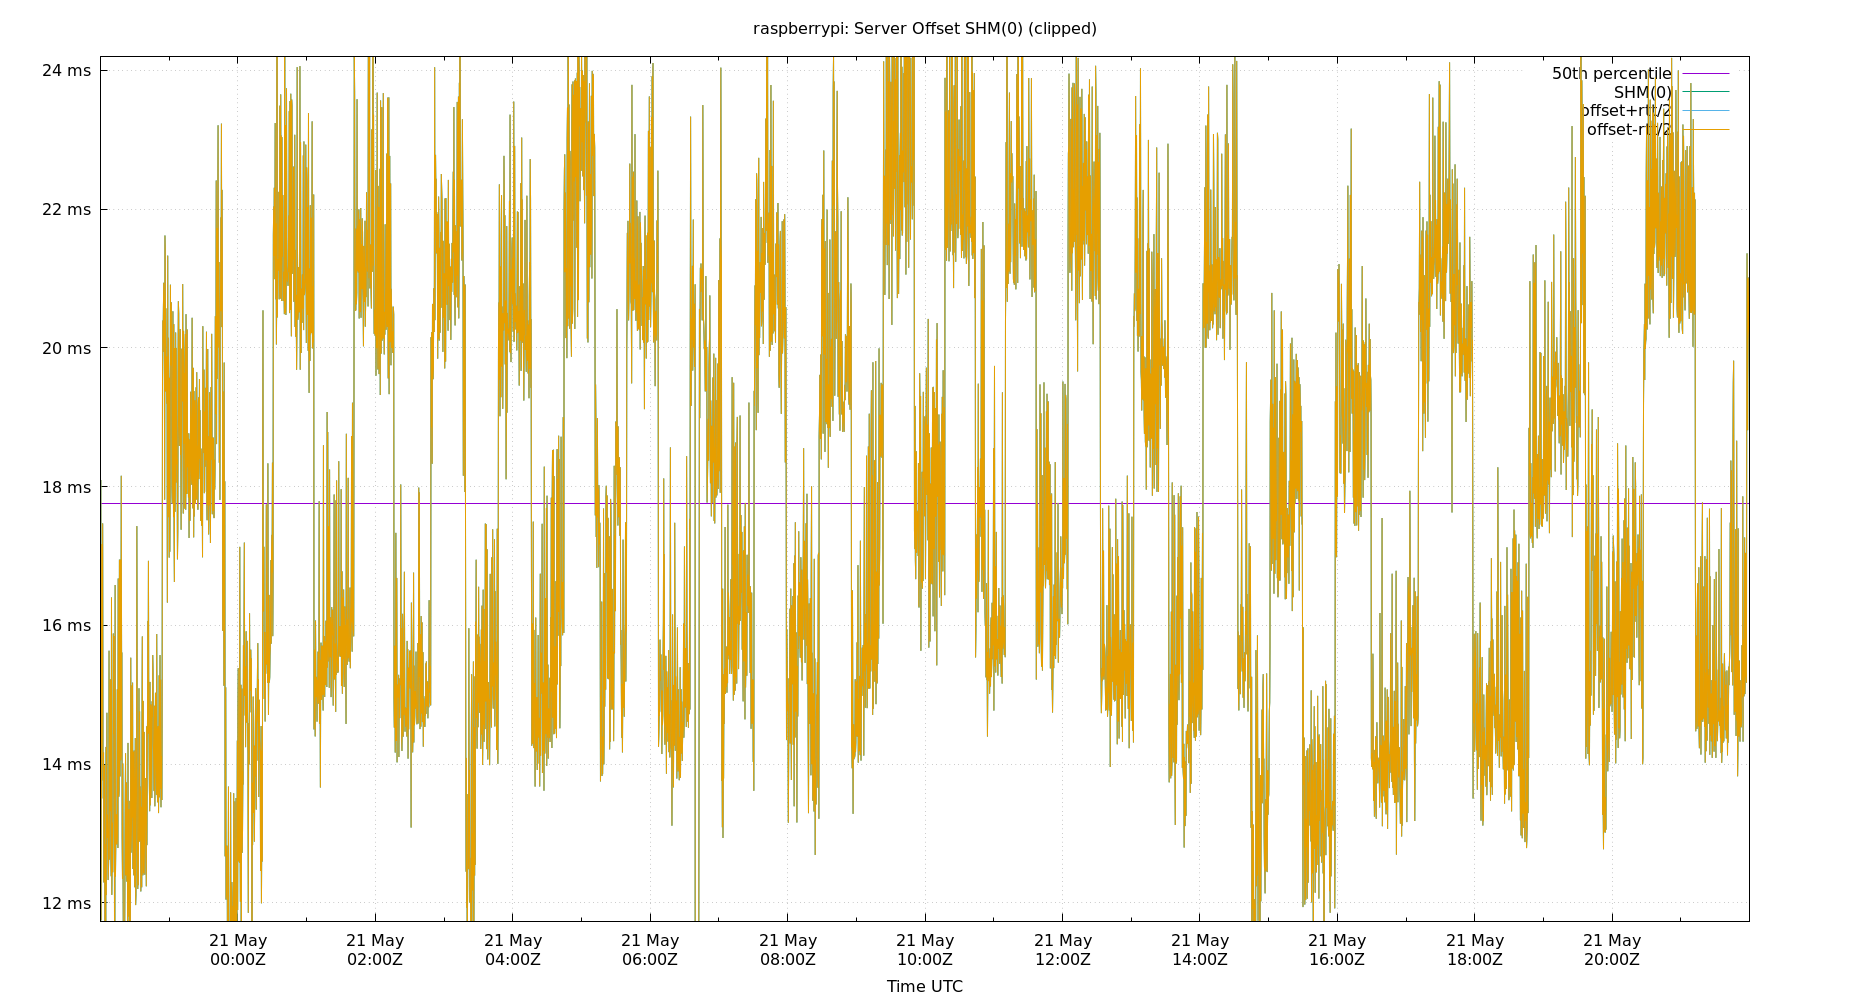 raspberrypi: Server Offset SHM(0) (clipped)
24 ms
22 ms
20 ms
18 ms
16 ms
14 ms
12 ms
50th percentile
SHM(0)
offset+rtt/2
offset-rtt/2
21 May 21 May 21 May 21 May 21 May 21 May 21 May 21 May 21 May 21 May 21 May
00:00Z 02:00Z 04:00Z 06:00Z 08:00Z 10:00Z 12:00Z 14:00Z 16:00Z 18:00Z 20:00Z
Time UTC